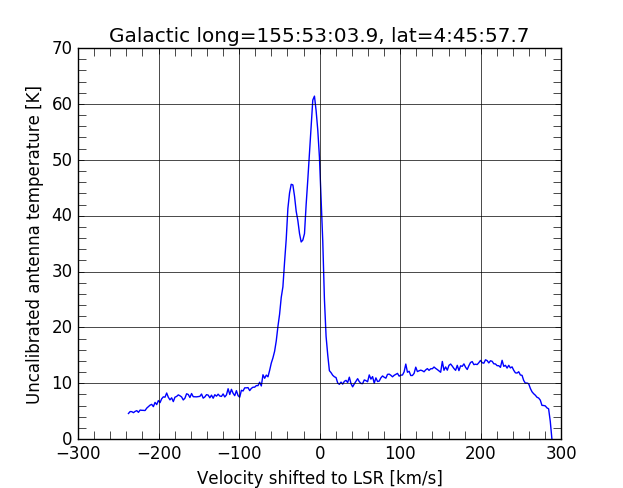 Galactic long=155:53:03.9, lat=4:45:57.7
70
60
50
40
30
20
10
0
Uncalibrated antenna temperature [K]
−300 −200 −100 0 100 200 300
Velocity shifted to LSR [km/s]